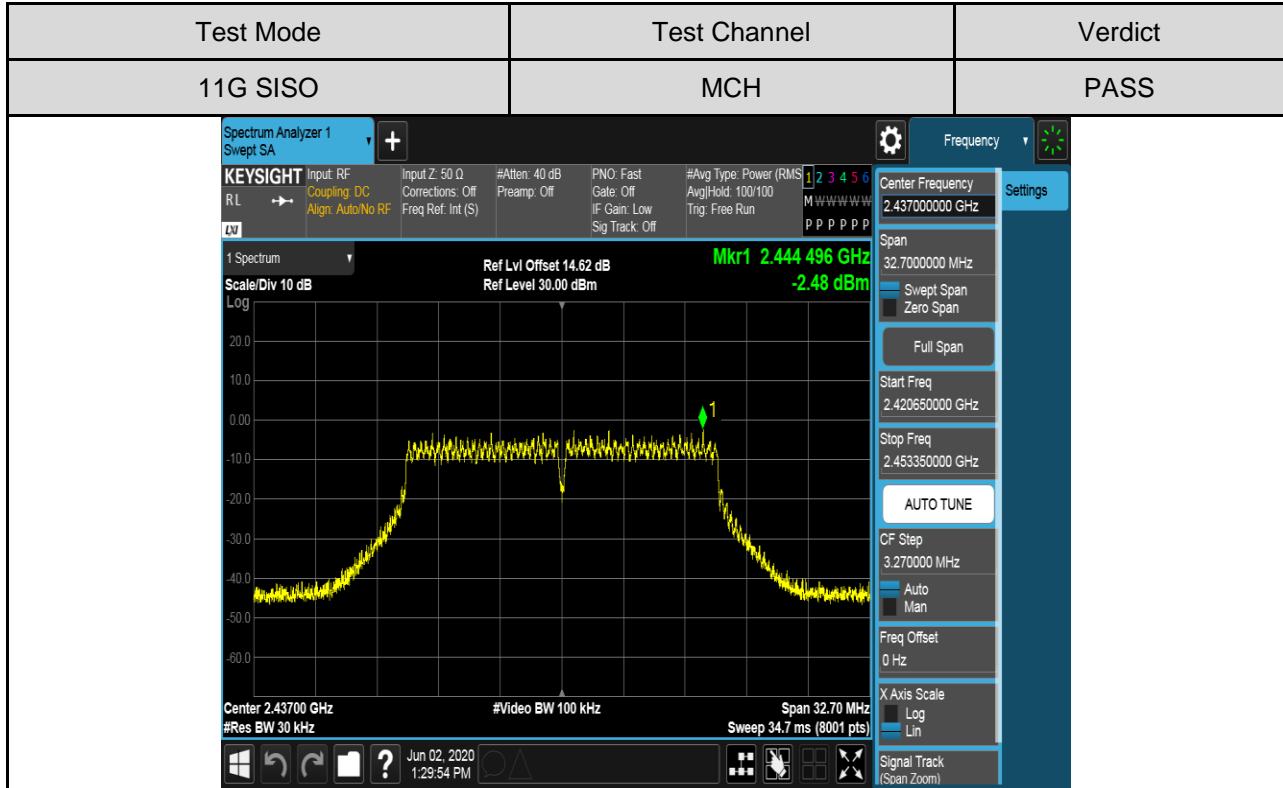 Test Mode Test Channel Verdict
11G SISO MCH PASS
Spectrum Analyzer 1
Swept SA
+
Frequency
KEYSIGHT Input: RF Input Z: 50 Ω #Atten: 40 dB PNO: Fast #Avg Type: Power (RMS 1 2 3 4 5 6
RL Coupling: DC Corrections: Off Preamp: Off Gate: Off Avg|Hold: 100/100 M W W W W W
Align: Auto/No RF Freq Ref: Int (S) IF Gain: Low Trig: Free Run
LXI Sig Track: Off P P P P P P
1 Spectrum Ref Lvl Offset 14.62 dB Mkr1 2.444 496 GHz
Scale/Div 10 dB Ref Level 30.00 dBm -2.48 dBm
Log
20.0
10.0
0.00
1
-10.0
-20.0
-30.0
-40.0
-50.0
-60.0
Center 2.43700 GHz #Video BW 100 kHz Span 32.70 MHz
#Res BW 30 kHz Sweep 34.7 ms (8001 pts)
? Jun 02, 2020
1:29:54 PM
Center Frequency
2.437000000 GHz
Settings
Span
32.7000000 MHz
Swept Span
Zero Span
Full Span
Start Freq
2.420650000 GHz
Stop Freq
2.453350000 GHz
AUTO TUNE
CF Step
3.270000 MHz
Auto
Man
Freq Offset
0 Hz
X Axis Scale
Log
Lin
Signal Track
(Span Zoom)